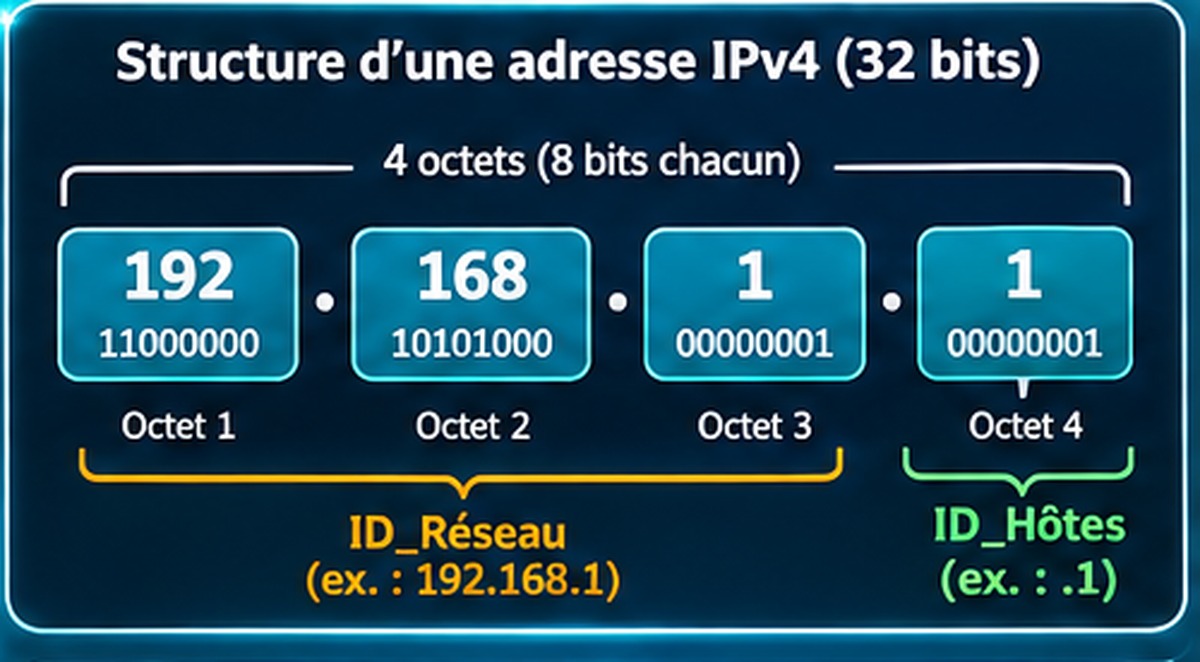 Structure d’une adresse IPv4 (32 bits)
4 octets (8 bits chacun)
192 • 168 • 1 • 1
11000000 10101000 00000001 00000001
Octet 1 Octet 2 Octet 3 Octet 4
ID_Réseau ID_Hôtes
(ex. : 192.168.1) (ex. : .1)